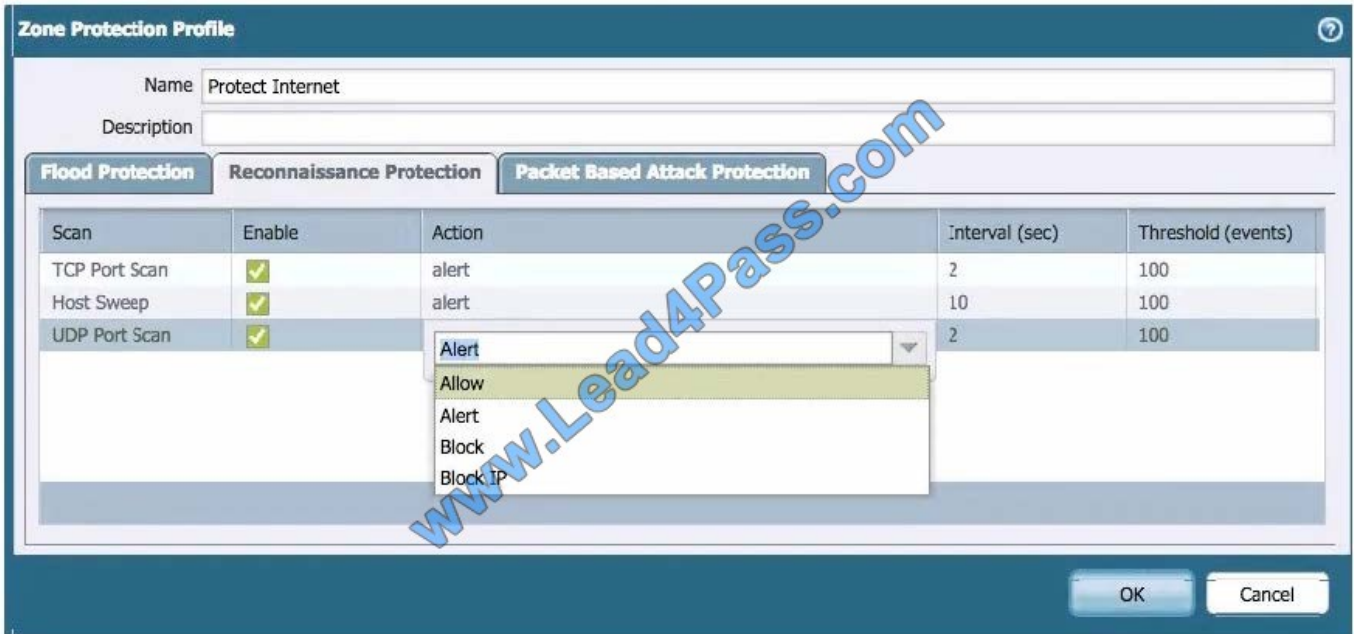 Zone Protection Profile
?
Name Protect Internet
Description
Flood Protection Reconnaissance Protection Packet Based Attack Protection
Scan Enable Action Interval (sec) Threshold (events)
TCP Port Scan alert 2 100
Host Sweep alert 10 100
UDP Port Scan Alert 2 100
Allow
Alert
Block
Block IP
www.Lead4Pass.com
OK Cancel